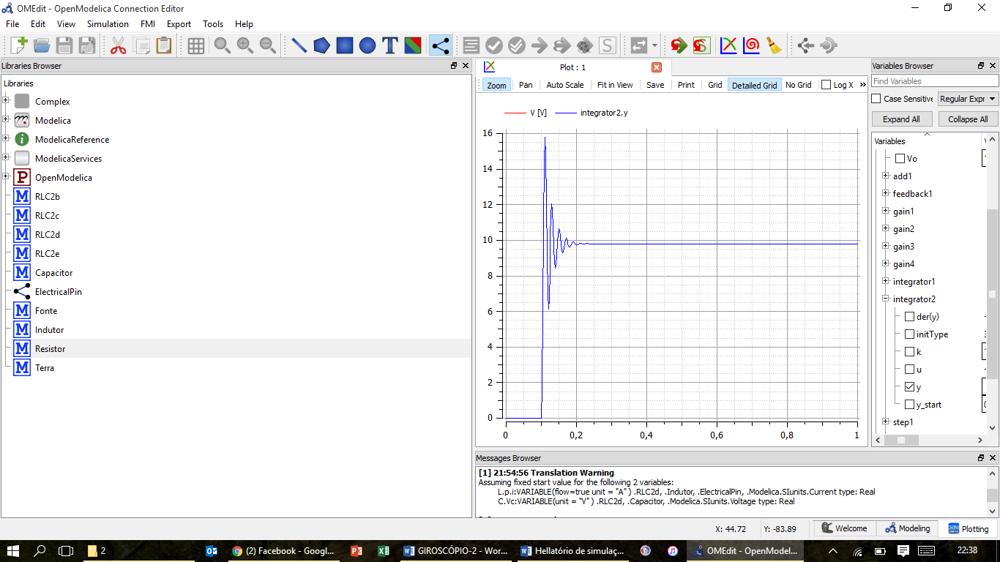 OMEdit - OpenModelica Connection Editor
File Edit View Simulation FMI Export Tools Help
T
S
S
Libraries Browser
Libraries
Complex
Modelica
ModelicaReference
ModelicaServices
P OpenModelica
M RLC2b
M RLC2c
M RLC2d
M RLC2e
M Capacitor
ElectricalPin
M Fonte
M Indutor
M Resistor
M Terra
Plot : 1
Zoom Pan Auto Scale Fit in View Save Print Grid Detailed Grid No Grid Log X »
V [V] integrator2.y
16
14
12
10
8
6
4
2
0
0 0,2 0,4 0,6 0,8 1
Variables Browser
Find Variables
Case Sensitive Regular Expr
Expand All Collapse All
Variables
Vo
add1
feedback1
gain1
gain2
gain3
gain4
integrator1
integrator2
der(y)
initType
k
u
y
y_start
step1
Messages Browser
[1] 21:54:56 Translation Warning
Assuming fixed start value for the following 2 variables:
L.p.i:VARIABLE(flow=true unit = "A" ) .RLC2d, .Indutor, .ElectricalPin, .Modelica.SIunits.Current type: Real
C.Vc:VARIABLE(unit = "V" ) .RLC2d, .Capacitor, .Modelica.SIunits.Voltage type: Real
X: 44.72 Y: -83.89 Welcome Modeling Plotting
2 (2) Facebook - Googl... GIROSCÓPIO-2 - Wor... Hellatório de simulaç... OMEdit - OpenModel... 22:38